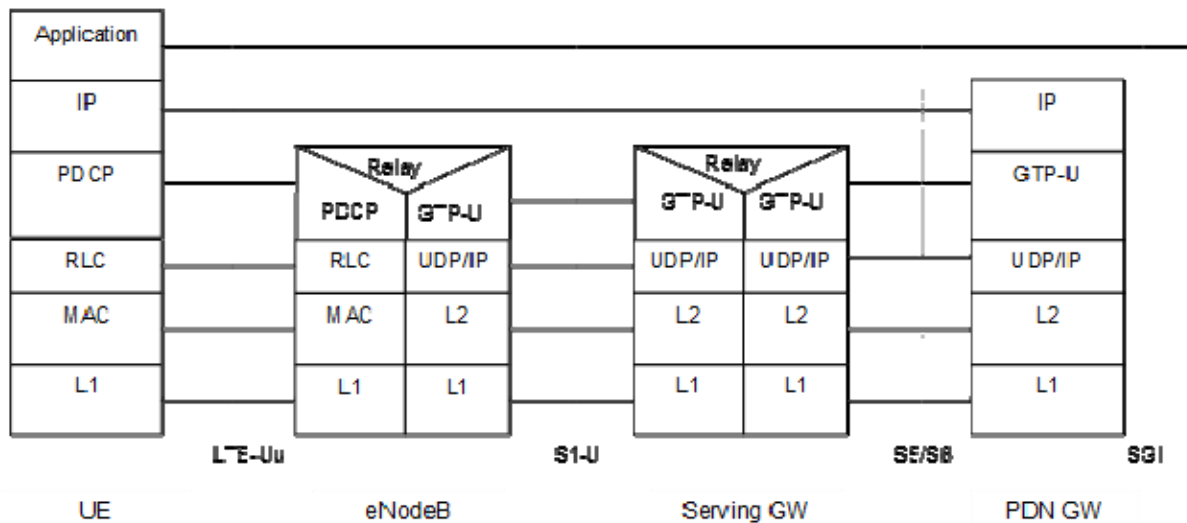 Application
IP IP
Relay Relay
PDCP GTP-U
PDCP GTP-U GTP-U GTP-U
RLC RLC UDP/IP UDP/IP UDP/IP UDP/IP
MAC MAC L2 L2 L2 L2
L1 L1 L1 L1 L1 L1
LTE-Uu S1-U S5/S8 SGi
UE eNodeB Serving GW PDN GW